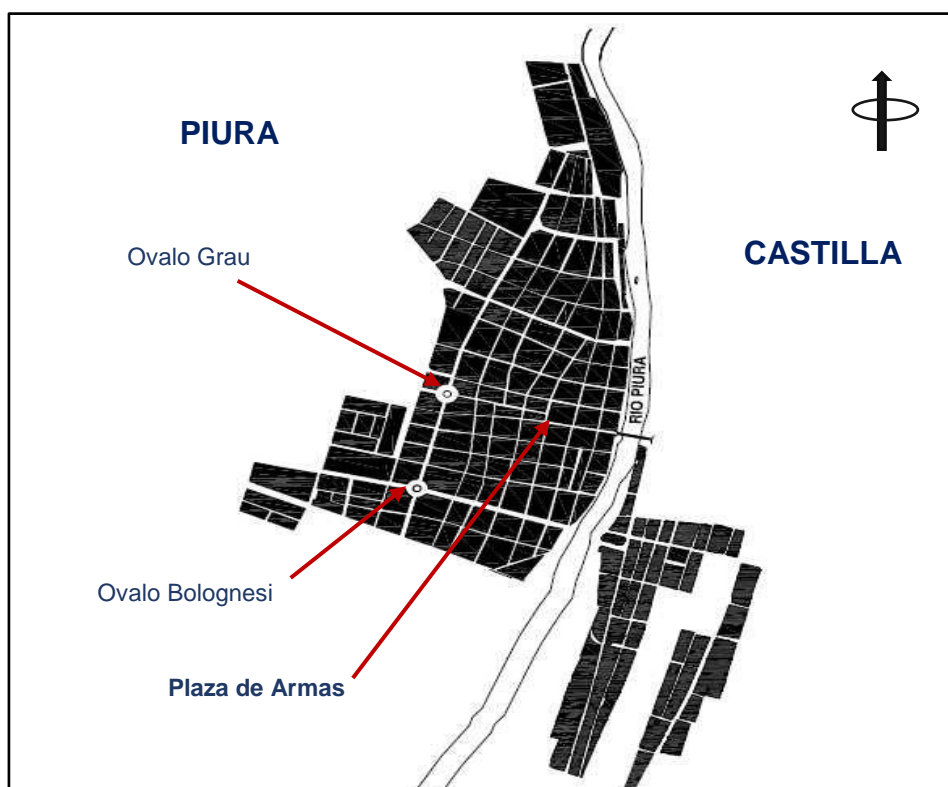 PIURA
Ovalo Grau
CASTILLA
RIO PIURA
Ovalo Bolognesi
Plaza de Armas